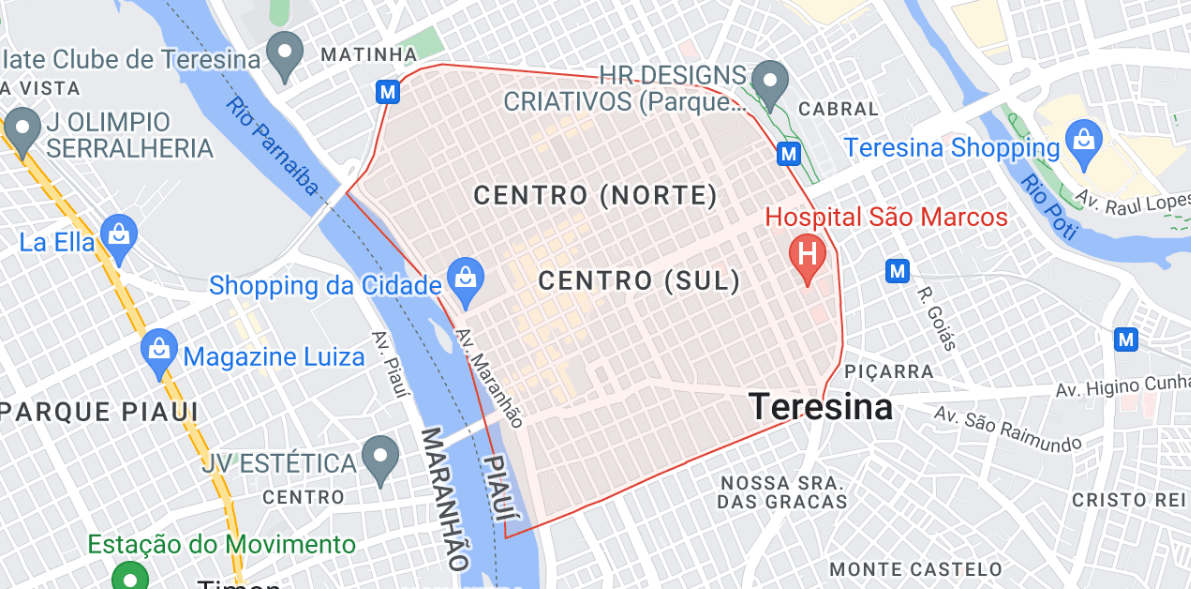 late Clube de Teresina
MATINHA
A VISTA
HR DESIGNS
CRIATIVOS (Parque...
M
CABRAL
J OLIMPIO
SERRALHERIA
Rio Parnaíba
M
Teresina Shopping
CENTRO (NORTE)
Av. Raul Lopes
Rio Poti
Hospital São Marcos
H
La Ella
Shopping da Cidade
CENTRO (SUL)
M
R. Goiás
M
Magazine Luiza
Av. Piauí
Av. Maranhão
PIÇARRA
PARQUE PIAUI
Teresina
Av. Higino Cunha
Av. São Raimundo
JV ESTÉTICA
CENTRO
MARANHÃO
PIAUÍ
NOSSA SRA.
DAS GRACAS
CRISTO REI
Estação do Movimento
MONTE CASTELO
Timon